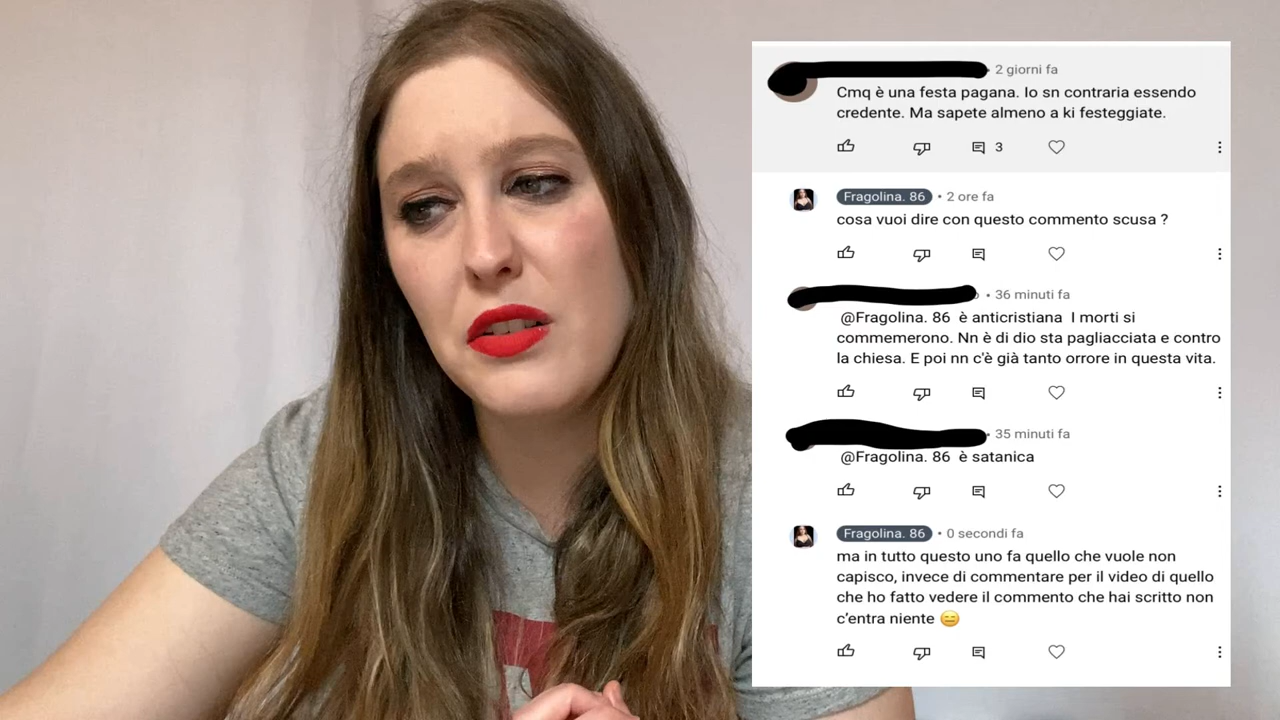 • 2 giorni fa
Cmq è una festa pagana. Io sn contraria essendo
credente. Ma sapete almeno a ki festeggiate.
3
Fragolina. 86 • 2 ore fa
cosa vuoi dire con questo commento scusa ?
• 36 minuti fa
@Fragolina. 86 è anticristiana I morti si
commemerono. Nn è di dio sta pagliacciata e contro
la chiesa. E poi nn c'è già tanto orrore in questa vita.
• 35 minuti fa
@Fragolina. 86 è satanica
Fragolina. 86 • 0 secondi fa
ma in tutto questo uno fa quello che vuole non
capisco, invece di commentare per il video di quello
che ho fatto vedere il commento che hai scritto non
c'entra niente 😑